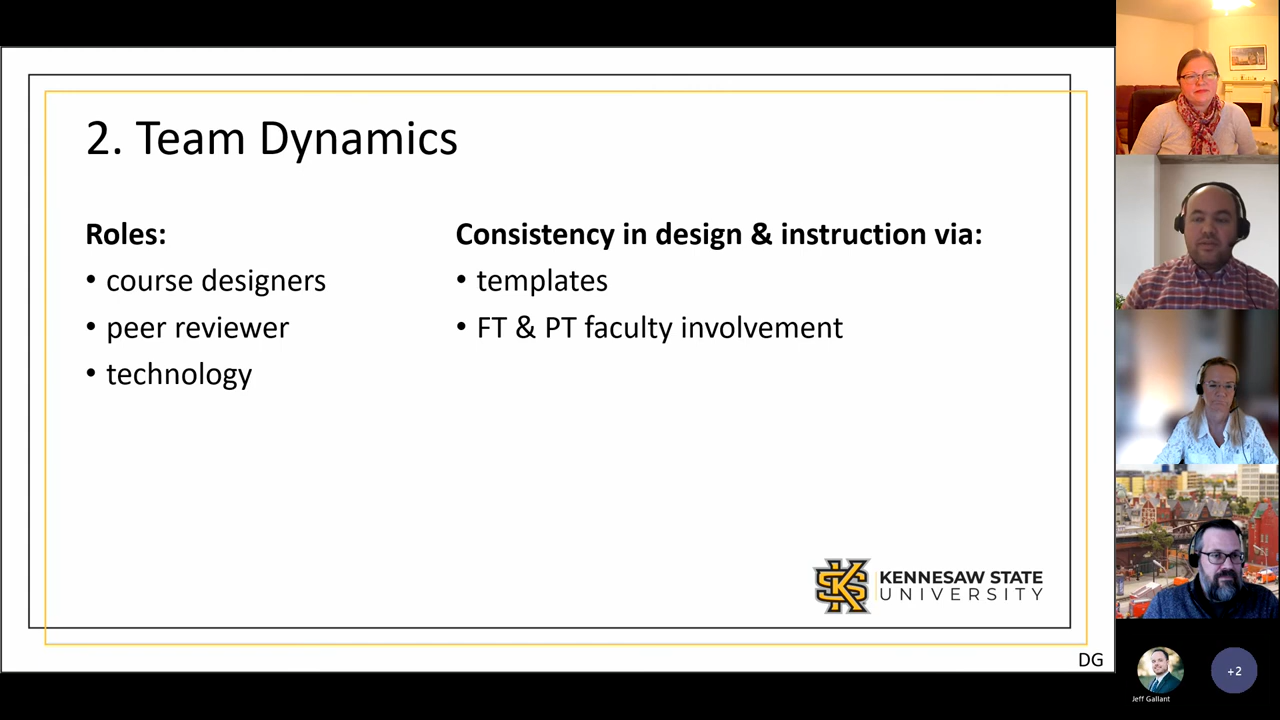 2. Team Dynamics
Roles:
• course designers
• peer reviewer
• technology
Consistency in design & instruction via:
• templates
• FT & PT faculty involvement
KS
KENNESAW STATE
UNIVERSITY
DG
Jeff Gallant
+2